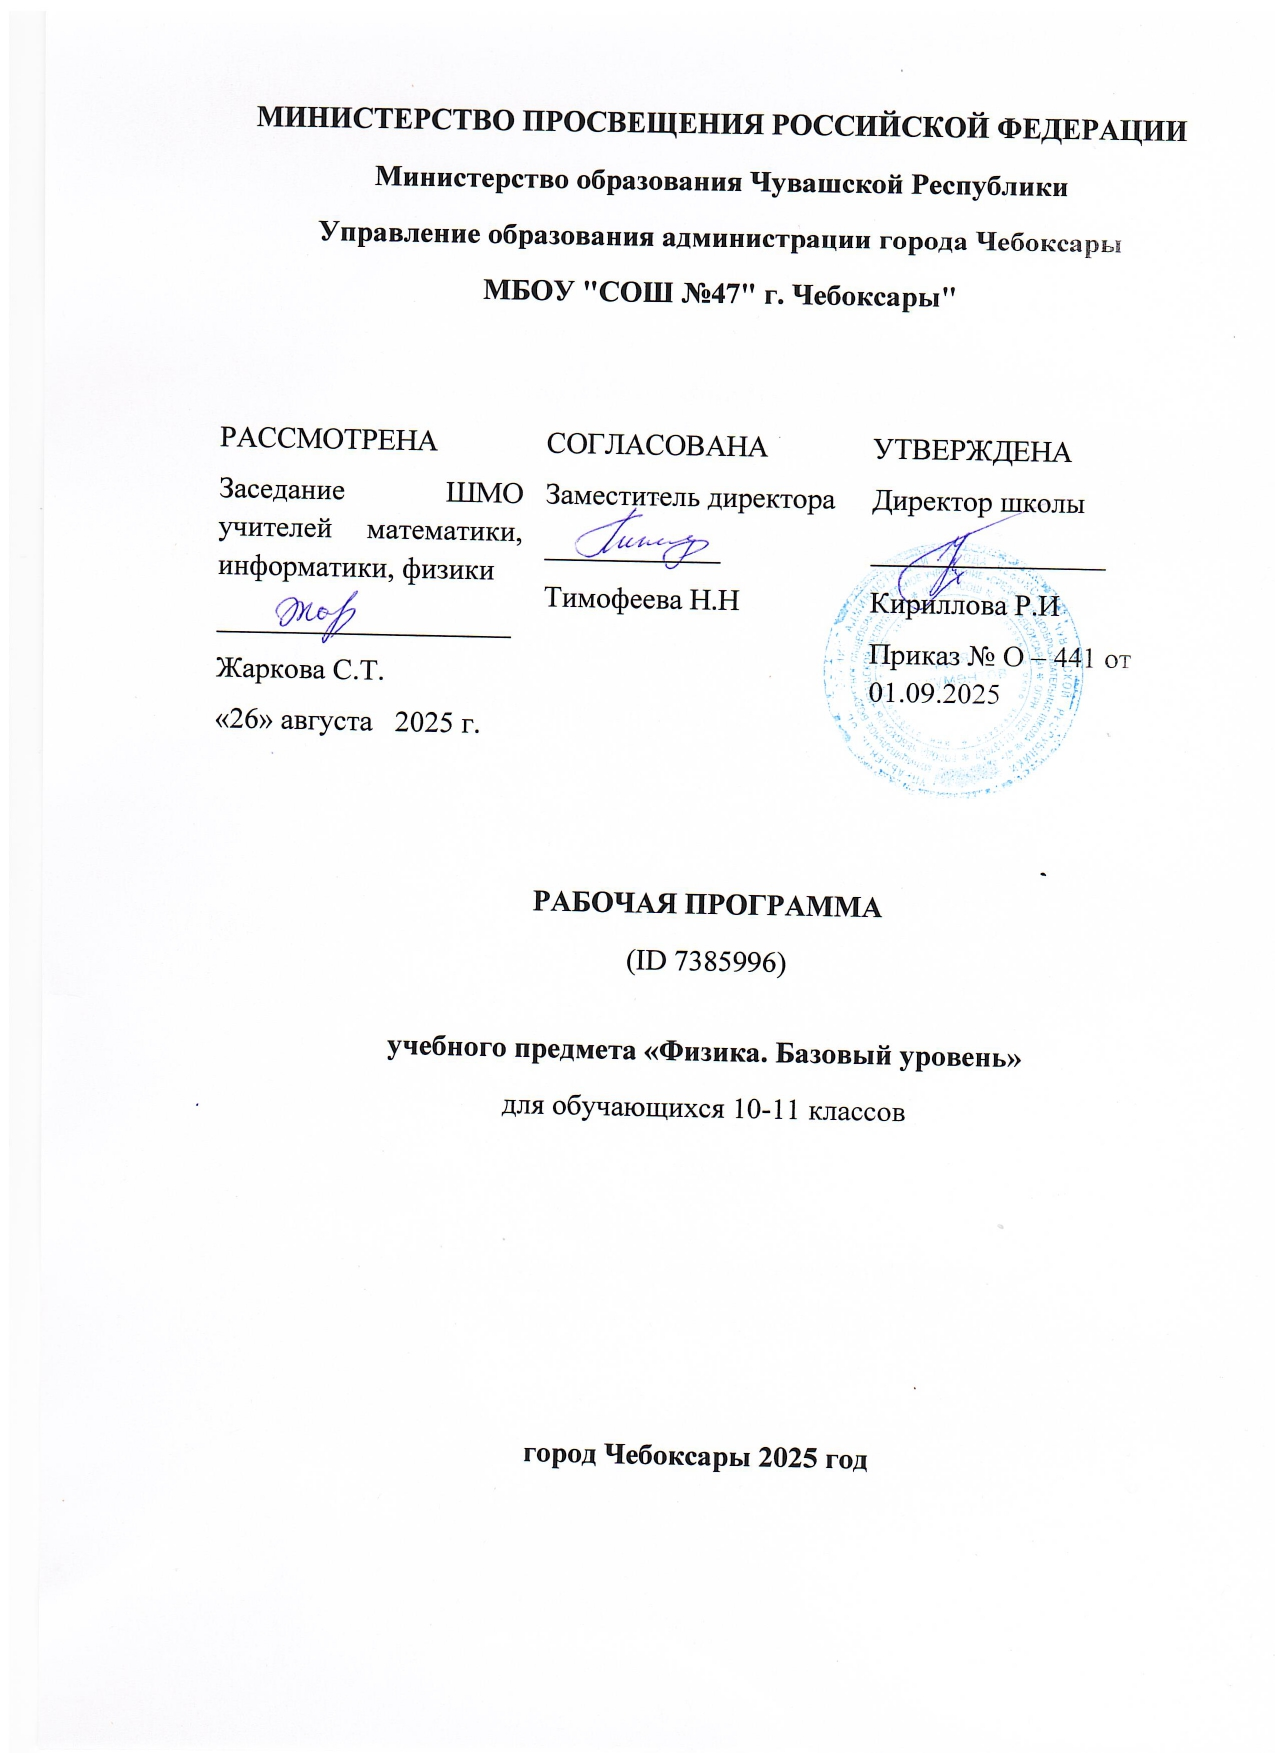 МИНИСТЕРСТВО ПРОСВЕЩЕНИЯ РОССИЙСКОЙ ФЕДЕРАЦИИ
Министерство образования Чувашской Республики
Управление образования администрации города Чебоксары
МБОУ "СОШ №47" г. Чебоксары"
РАССМОТРЕНА
Заседание ШМО
учителей математики,
информатики, физики
Жаркова С.Т.
«26» августа 2025 г.
СОГЛАСОВАНА
Заместитель директора
Тимофеева Н.Н
УТВЕРЖДЕНА
Директор школы
Кириллова Р.И
Приказ № О – 441 от
01.09.2025
РАБОЧАЯ ПРОГРАММА
(ID 7385996)
учебного предмета «Физика. Базовый уровень»
для обучающихся 10-11 классов
город Чебоксары 2025 год